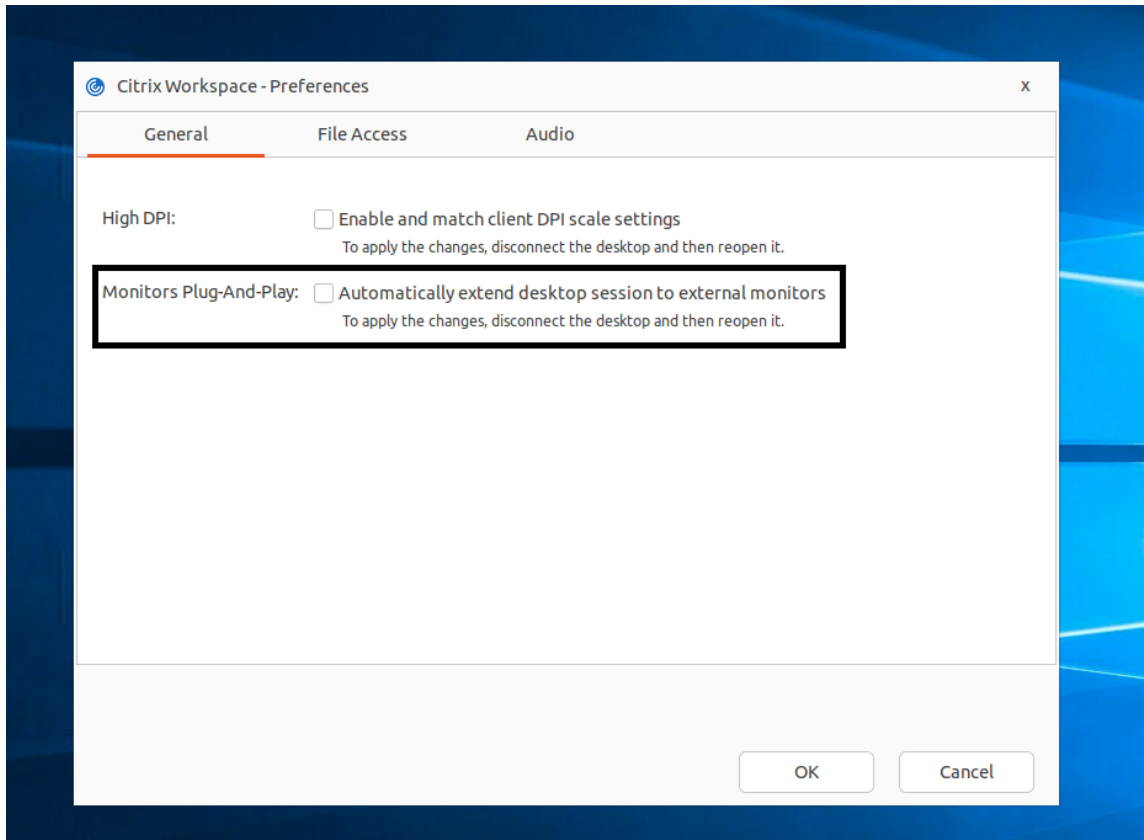 Citrix Workspace - Preferences x
General File Access Audio
High DPI: Enable and match client DPI scale settings
To apply the changes, disconnect the desktop and then reopen it.
Monitors Plug-And-Play: Automatically extend desktop session to external monitors
To apply the changes, disconnect the desktop and then reopen it.
OK Cancel